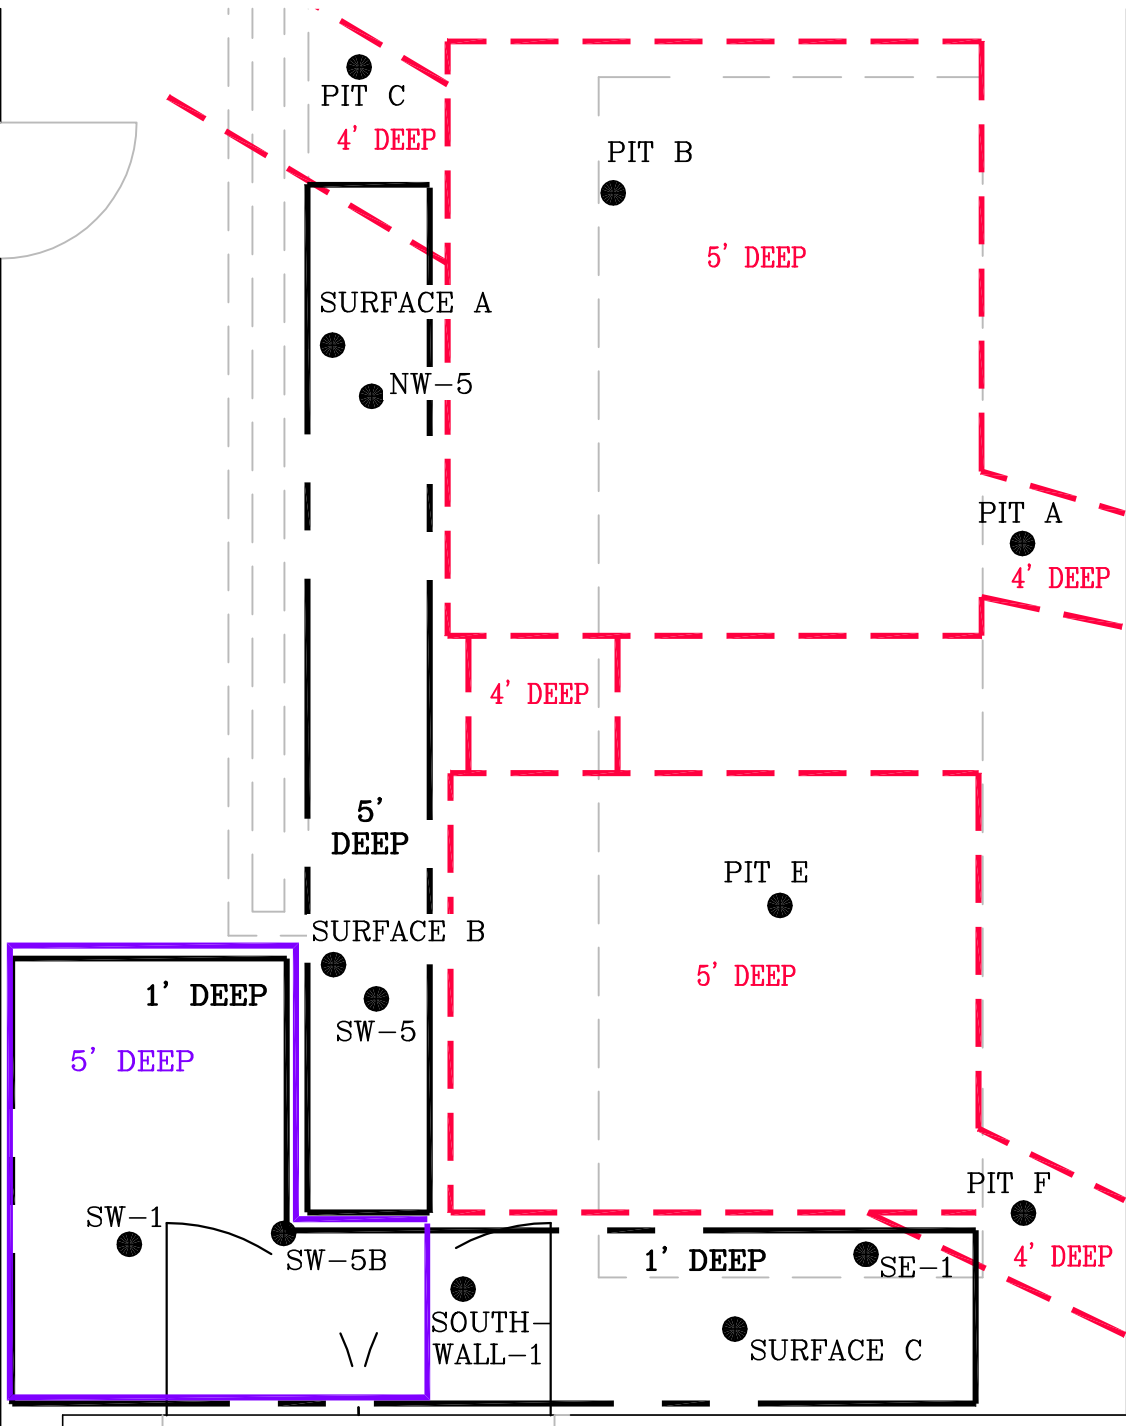 PIT C
4' DEEP
PIT B
5' DEEP
SURFACE A
NW-5
PIT A
4' DEEP
4' DEEP
5'
DEEP
PIT E
SURFACE B
5' DEEP
1' DEEP
SW-5
5' DEEP
PIT F
SW-1
SW-5B
1' DEEP
SE-1
4' DEEP
SOUTH-
WALL-1
SURFACE C